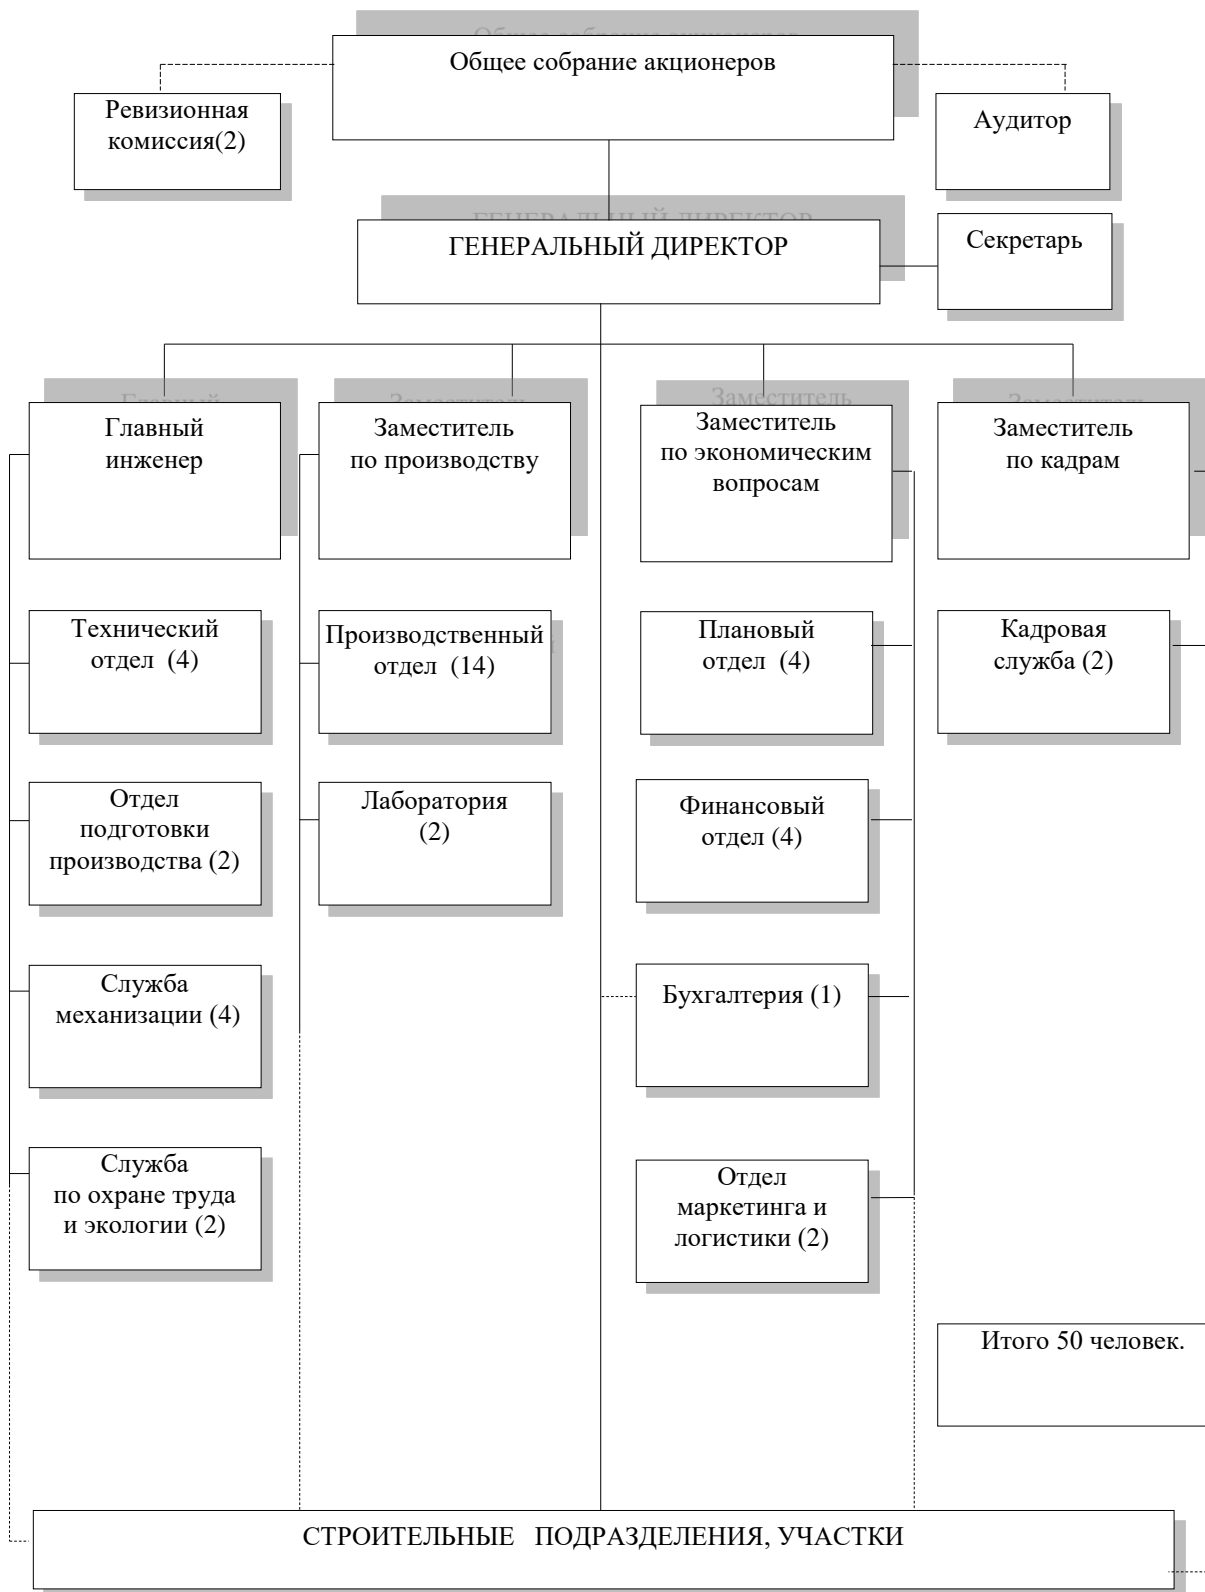 Общее собрание акционеров
Ревизионная
комиссия(2)
Аудитор
ГЕНЕРАЛЬНЫЙ ДИРЕКТОР
Секретарь
Главный
инженер
Заместитель
по производству
Заместитель
по экономическим
вопросам
Заместитель
по кадрам
Технический
отдел (4)
Производственный
отдел (14)
Плановый
отдел (4)
Кадровая
служба (2)
Отдел
подготовки
производства (2)
Лаборатория
(2)
Финансовый
отдел (4)
Служба
механизации (4)
Бухгалтерия (1)
Служба
по охране труда
и экологии (2)
Отдел
маркетинга и
логистики (2)
Итого 50 человек.
СТРОИТЕЛЬНЫЕ ПОДРАЗДЕЛЕНИЯ, УЧАСТКИ